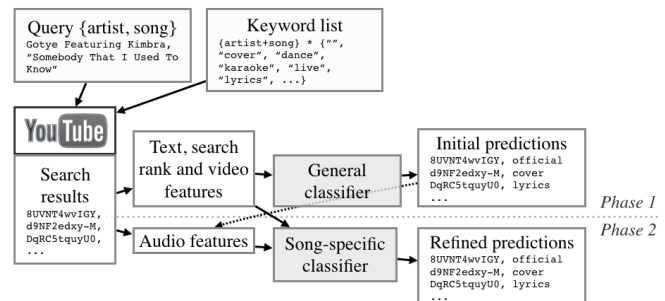 Query {artist, song}
Gotye Featuring Kimbra,
“Somebody That I Used To
Know”
Keyword list
{artist+song} * {“”,
“cover”, “dance”,
“karaoke”, “live”,
“lyrics”, ...}
YouTube
Search
results
8UVNT4wvIGY,
d9NF2edxy-M,
DqRC5tquyU0,
...
Text, search
rank and video
features
General
classifier
Initial predictions
8UVNT4wvIGY, official
d9NF2edxy-M, cover
DqRC5tquyU0, lyrics
...
Phase 1
Phase 2
Audio features
Song-specific
classifier
Refined predictions
8UVNT4wvIGY, official
d9NF2edxy-M, cover
DqRC5tquyU0, lyrics
...